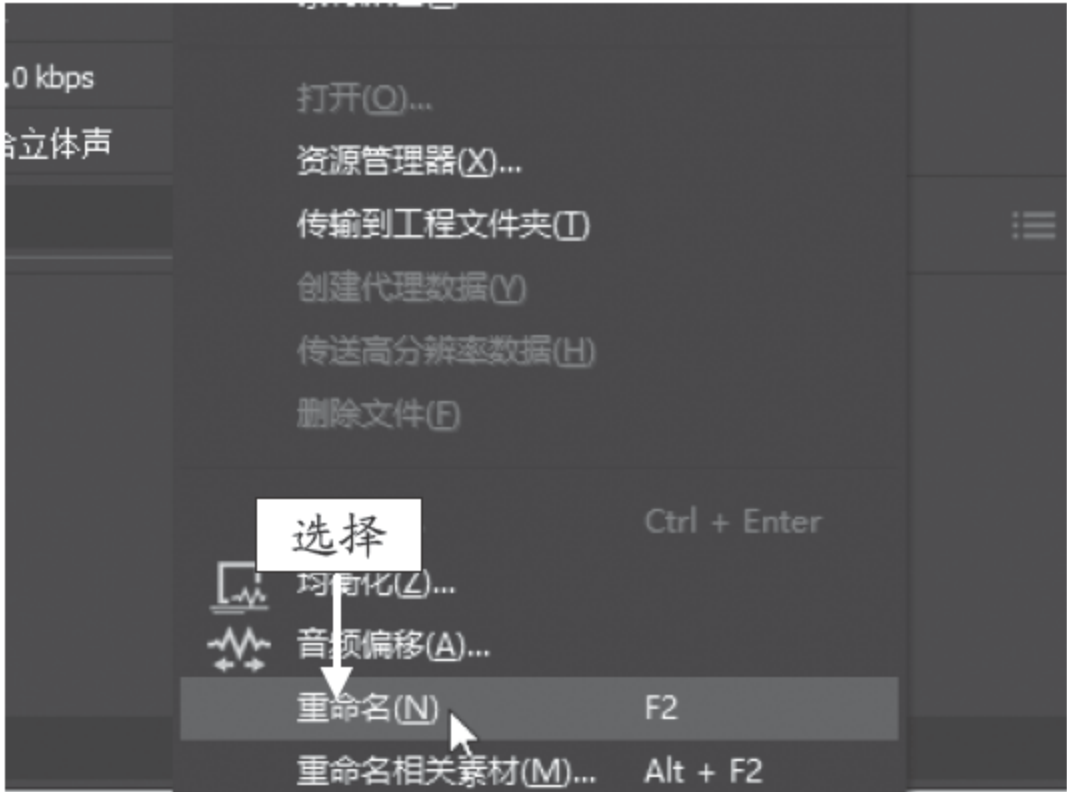 .0 kbps
立体声
打开(O)...
资源管理器(X)...
传输到工程文件夹(T)
创建代理数据(Y)
传送高分辨率数据(H)
删除文件(F)
Ctrl + Enter
选择
均衡化(Z)...
音频偏移(A)...
重命名(N) F2
重命名相关素材(M)... Alt + F2